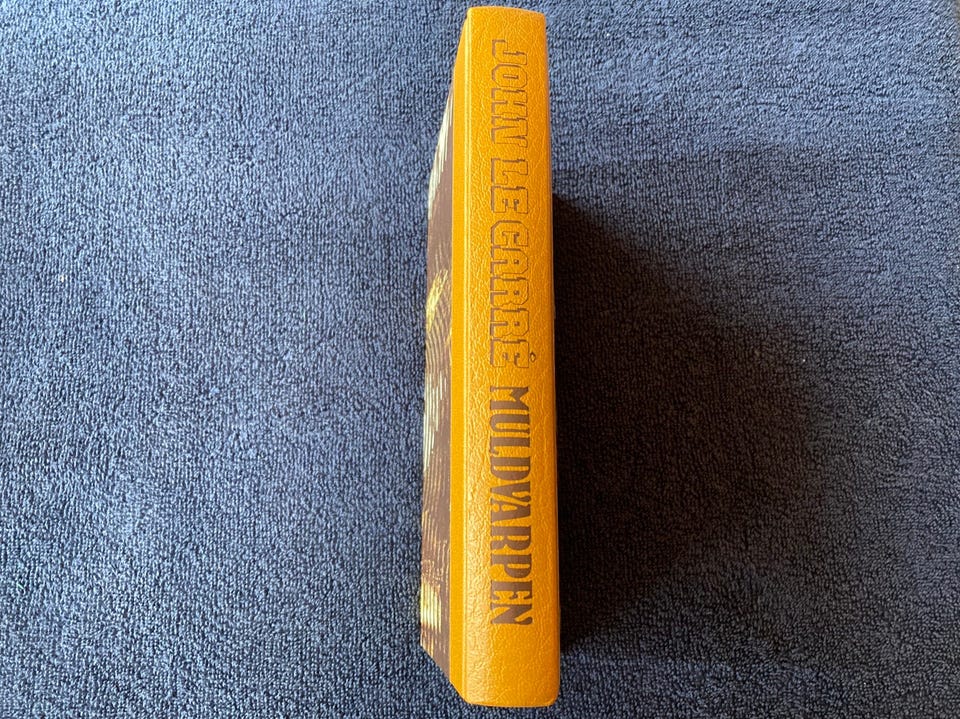 JOHN LE CARRÉ MULDVARPEN